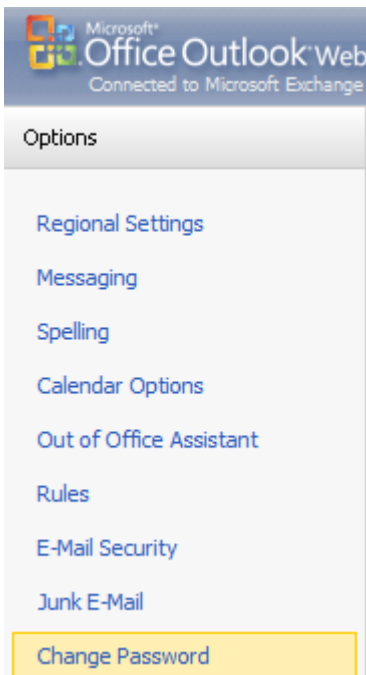 Microsoft®
Office Outlook® Web
Connected to Microsoft Exchange
Options
Regional Settings
Messaging
Spelling
Calendar Options
Out of Office Assistant
Rules
E-Mail Security
Junk E-Mail
Change Password